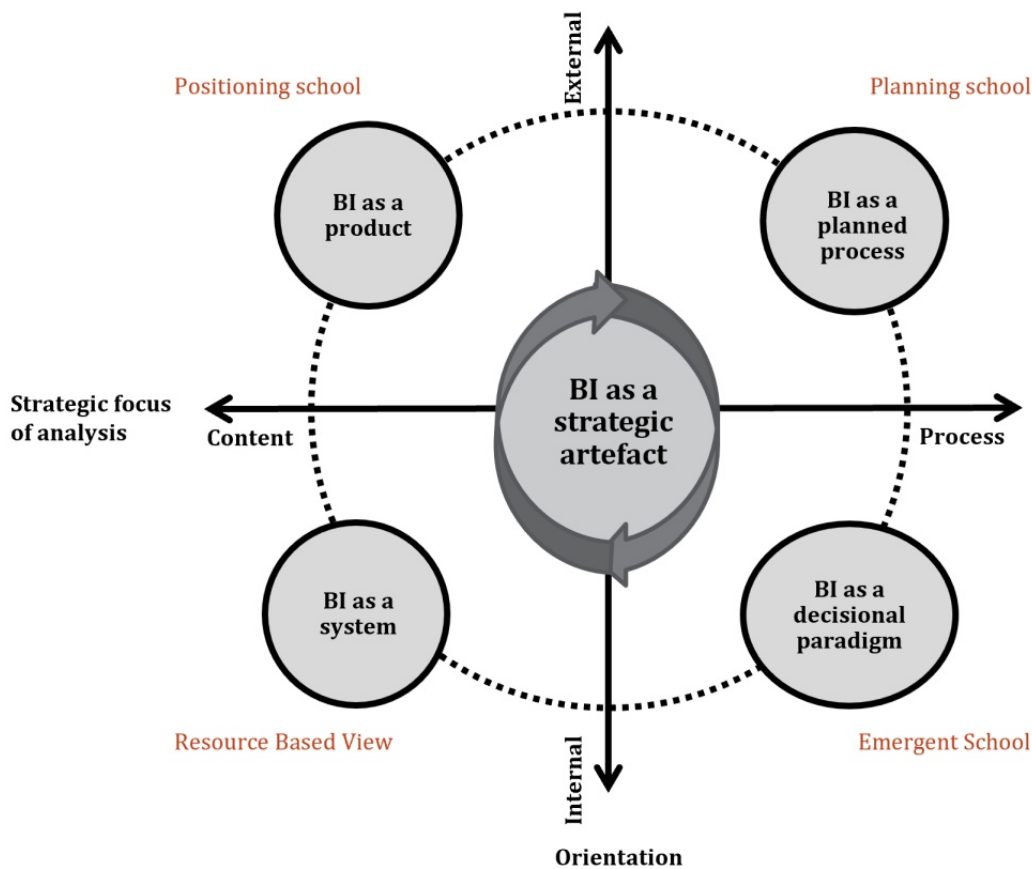 External
Positioning school
Planning school
BI as a
product
BI as a
planned
process
BI as a
strategic
artefact
Strategic focus
of analysis
Content
Process
BI as a
system
BI as a
decisional
paradigm
Resource Based View
Emergent School
Internal
Orientation